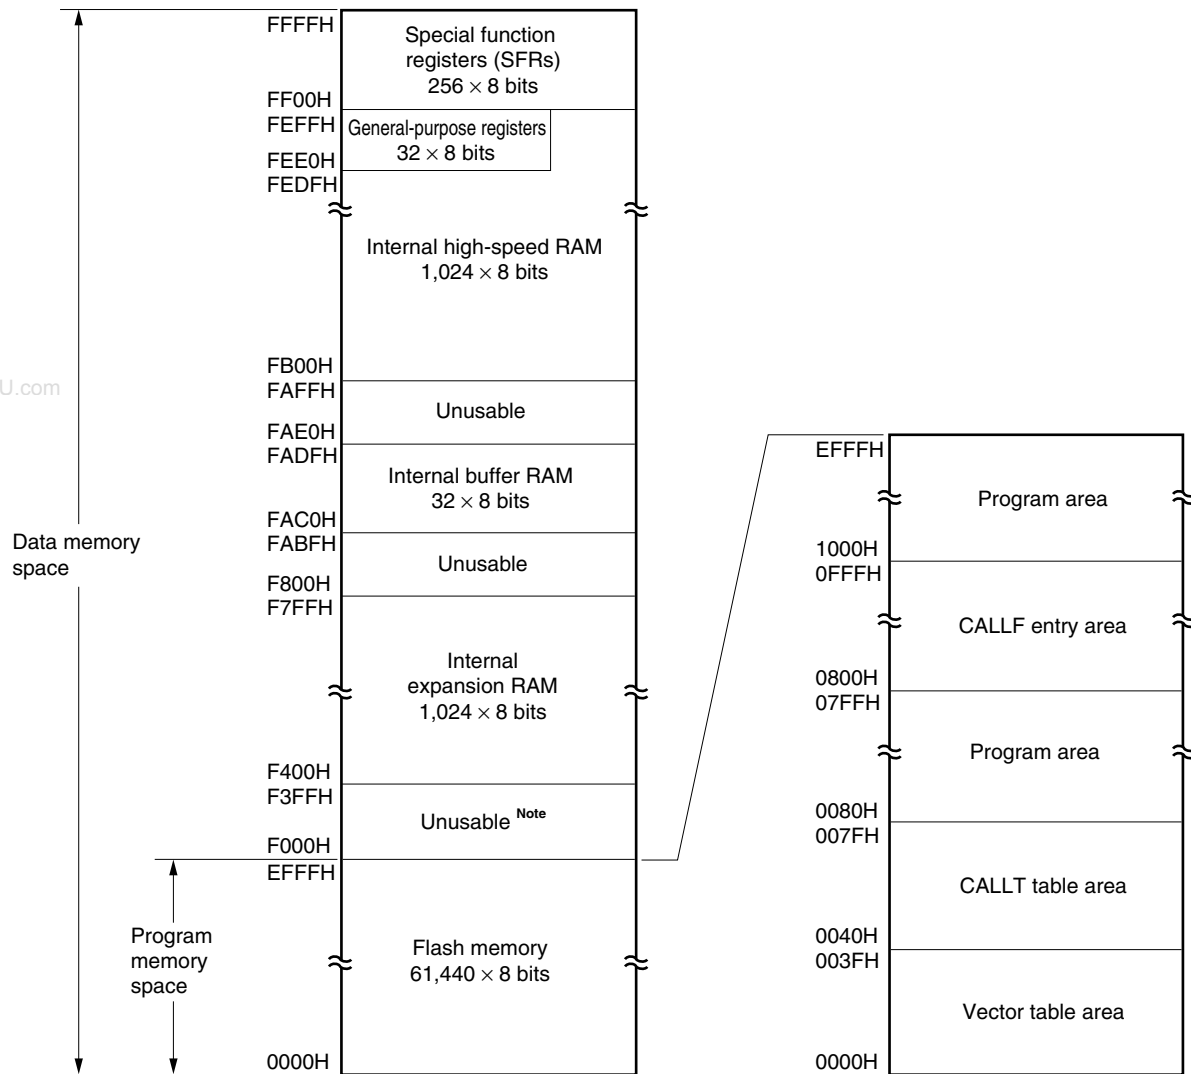 FFFFH
Special function
registers (SFRs)
256 × 8 bits
FF00H
FEFFH
General-purpose registers
32 × 8 bits
FEE0H
FEDFH
Internal high-speed RAM
1,024 × 8 bits
FB00H
FAFFH
U.com
Unusable
FAE0H
FADFH
Internal buffer RAM
32 × 8 bits
FAC0H
FABFH
Data memory
space
Unusable
F800H
F7FFH
Internal
expansion RAM
1,024 × 8 bits
F400H
F3FFH
Unusable Note
F000H
EFFFH
Program
memory
space
Flash memory
61,440 × 8 bits
0000H
EFFFH
Program area
1000H
0FFFH
CALLF entry area
0800H
07FFH
Program area
0080H
007FH
CALLT table area
0040H
003FH
Vector table area
0000H